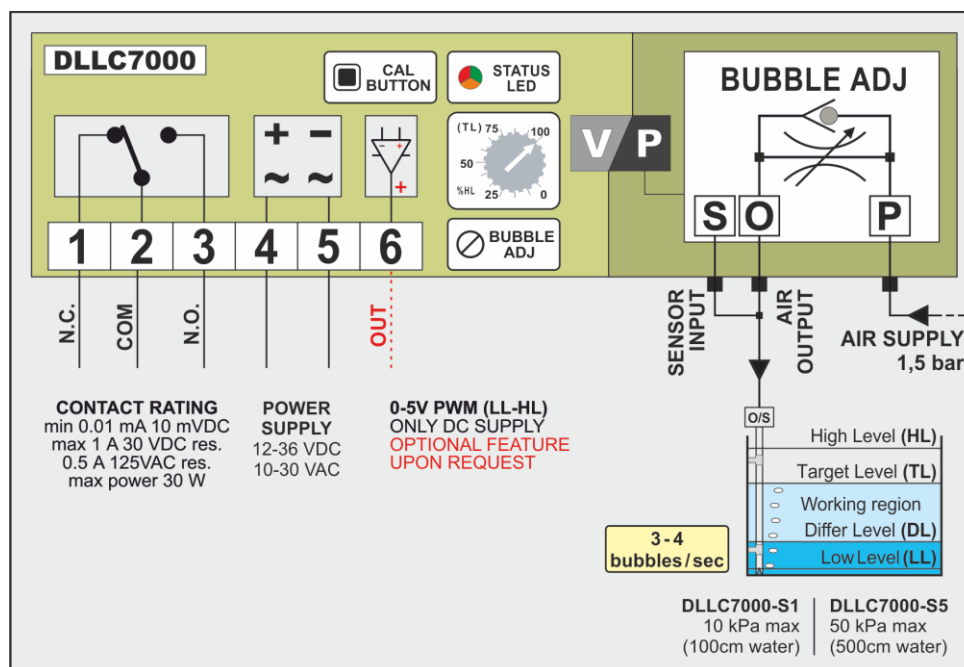 DLLC7000
CAL
BUTTON
STATUS
LED
BUBBLE ADJ
+ -
~ ~
- +
+
(TL) 75
100
50
%HL
25
0
V P
S O P
1 2 3 4 5 6
BUBBLE
ADJ
N.C.
COM
N.O.
OUT
SENSOR
INPUT
AIR
OUTPUT
AIR SUPPLY
1,5 bar
CONTACT RATING
min 0.01 mA 10 mVDC
max 1 A 30 VDC res.
0.5 A 125VAC res.
max power 30 W
POWER
SUPPLY
12-36 VDC
10-30 VAC
0-5V PWM (LL-HL)
ONLY DC SUPPLY
OPTIONAL FEATURE
UPON REQUEST
O/S
High Level (HL)
Target Level (TL)
Working region
Differ Level (DL)
Low Level (LL)
3 - 4
bubbles/sec
DLLC7000-S1
10 kPa max
(100cm water)
DLLC7000-S5
50 kPa max
(500cm water)